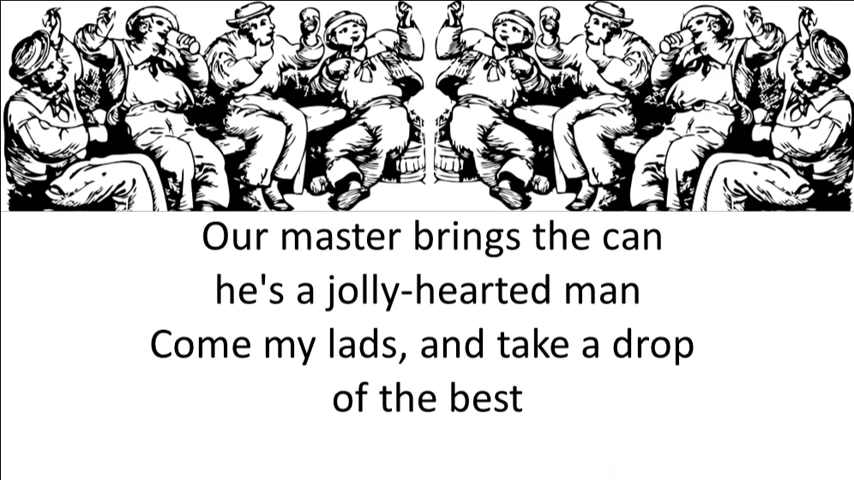 Our master brings the can
he's a jolly-hearted man
Come my lads, and take a drop
of the best